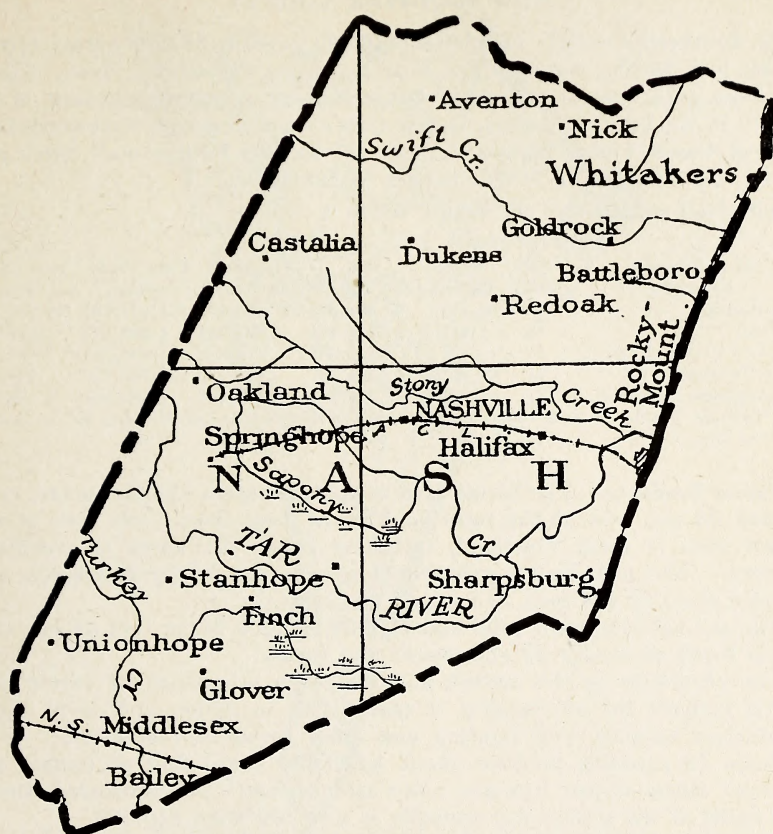 Aventon
Nick
Swift Cr.
Whitakers
Goldrock
Castalia
Dukens
Battleboro
Redoak
Rocky-
Mount
Oakland
Stony Creek
NASHVILLE
Springhope
A C L
Halifax
NASH
Sapony Cr.
TAR RIVER
Stanhope
Sharpsburg
Turkey Cr
Finch
Unionhope
Glover
N. S.
Middlesex
Bailey